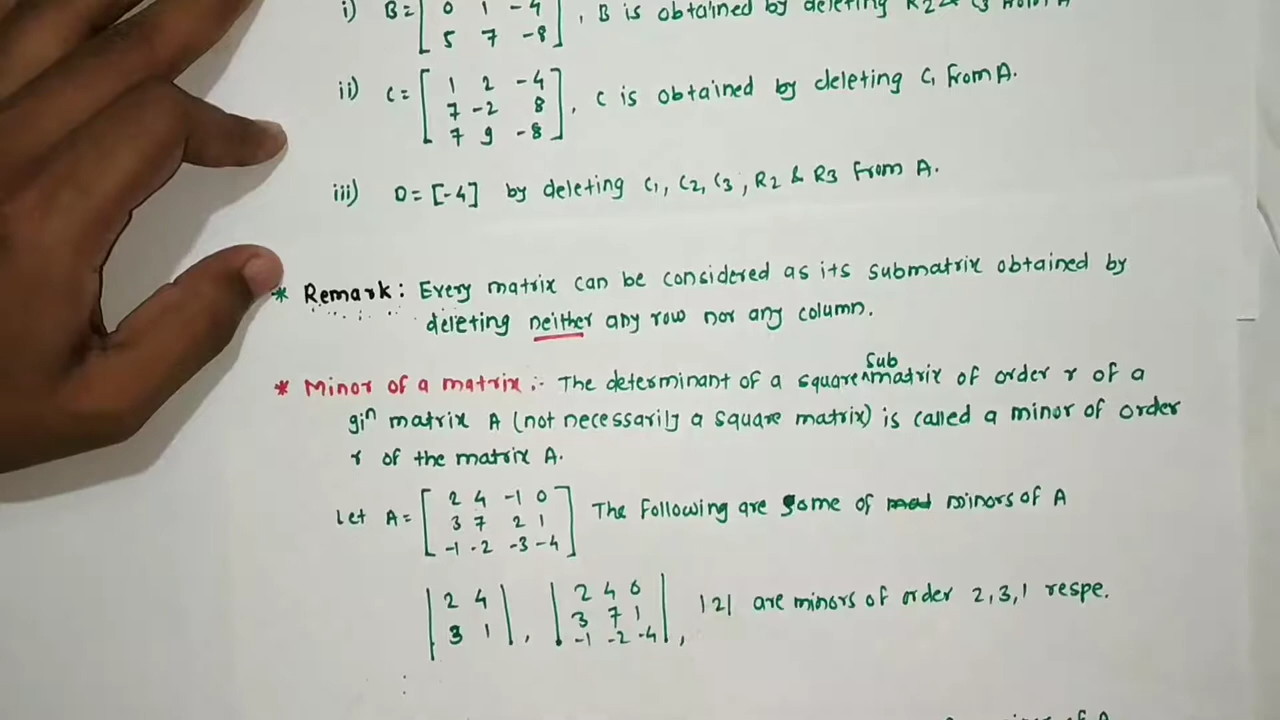 i) B = [ 0 1 -4
5 7 -8 ], B is obtained by deleting R2 & C3 from A
ii) C = [ 1 2 -4
7 -2 8
7 9 -8 ], C is obtained by deleting C1 from A.
iii) D = [-4] by deleting C1, C2, C3, R2 & R3 from A.
* Remark: Every matrix can be considered as its submatrix obtained by
deleting neither any row nor any column.
* Minor of a matrix :- The determinant of a square submatrix of order r of a
gin matrix A (not necessarily a square matrix) is called a minor of order
r of the matrix A.
Let A = [ 2 4 -1 0
3 7 2 1
-1 -2 -3 -4 ] The following are some of minors of A
| 2 4
3 1 |, | 2 4 0
3 7 1
-1 -2 -4 |, |2| are minors of order 2,3,1 respe.